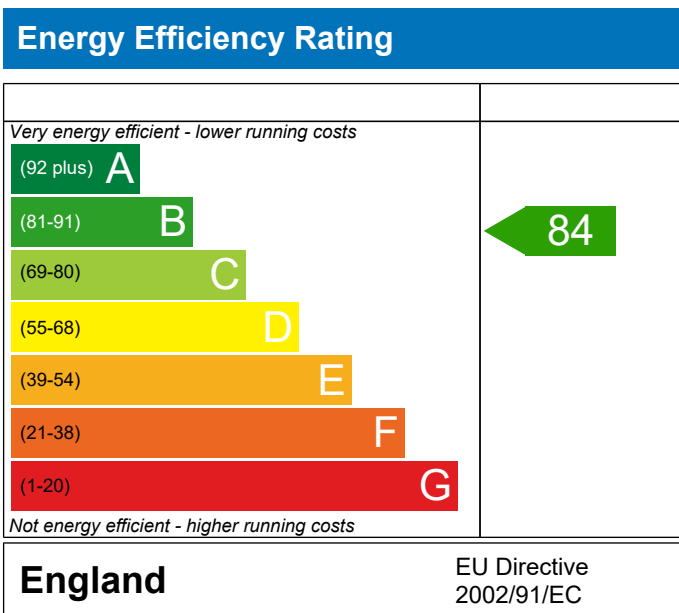 Energy Efficiency Rating
Very energy efficient - lower running costs
(92 plus) A
(81-91) B
84
(69-80) C
(55-68) D
(39-54) E
(21-38) F
(1-20) G
Not energy efficient - higher running costs
England
EU Directive
2002/91/EC